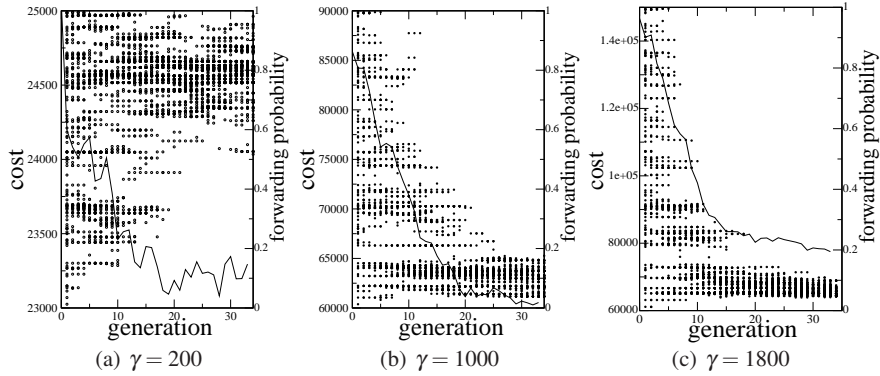 25000
24500
24000
23500
23000
cost
0
10
20
30
generation
1
0.8
0.6
0.4
0.2
0
forwarding probability
(a) γ = 200
90000
85000
80000
75000
70000
65000
60000
cost
0
10
20
30
generation
1
0.8
0.6
0.4
0.2
0
forwarding probability
(b) γ = 1000
1.4e+05
1.2e+05
1e+05
80000
60000
cost
0
10
20
30
generation
1
0.8
0.6
0.4
0.2
0
forwarding probability
(c) γ = 1800